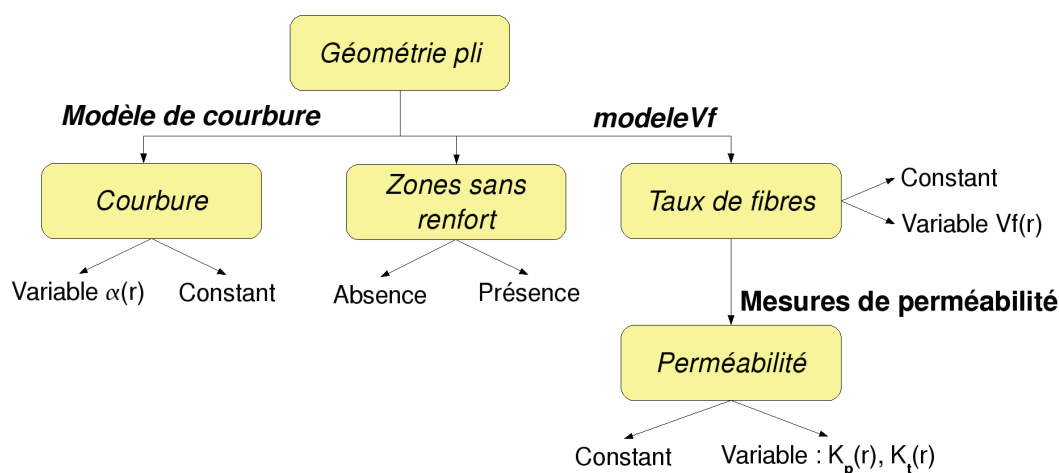 Géométrie pli
Modèle de courbure
modeleVf
Courbure
Zones sans
renfort
Taux de fibres
Constant
Variable Vf(r)
Variable α(r)
Constant
Absence
Présence
Mesures de perméabilité
Perméabilité
Constant
Variable : Kp(r), Kt(r)